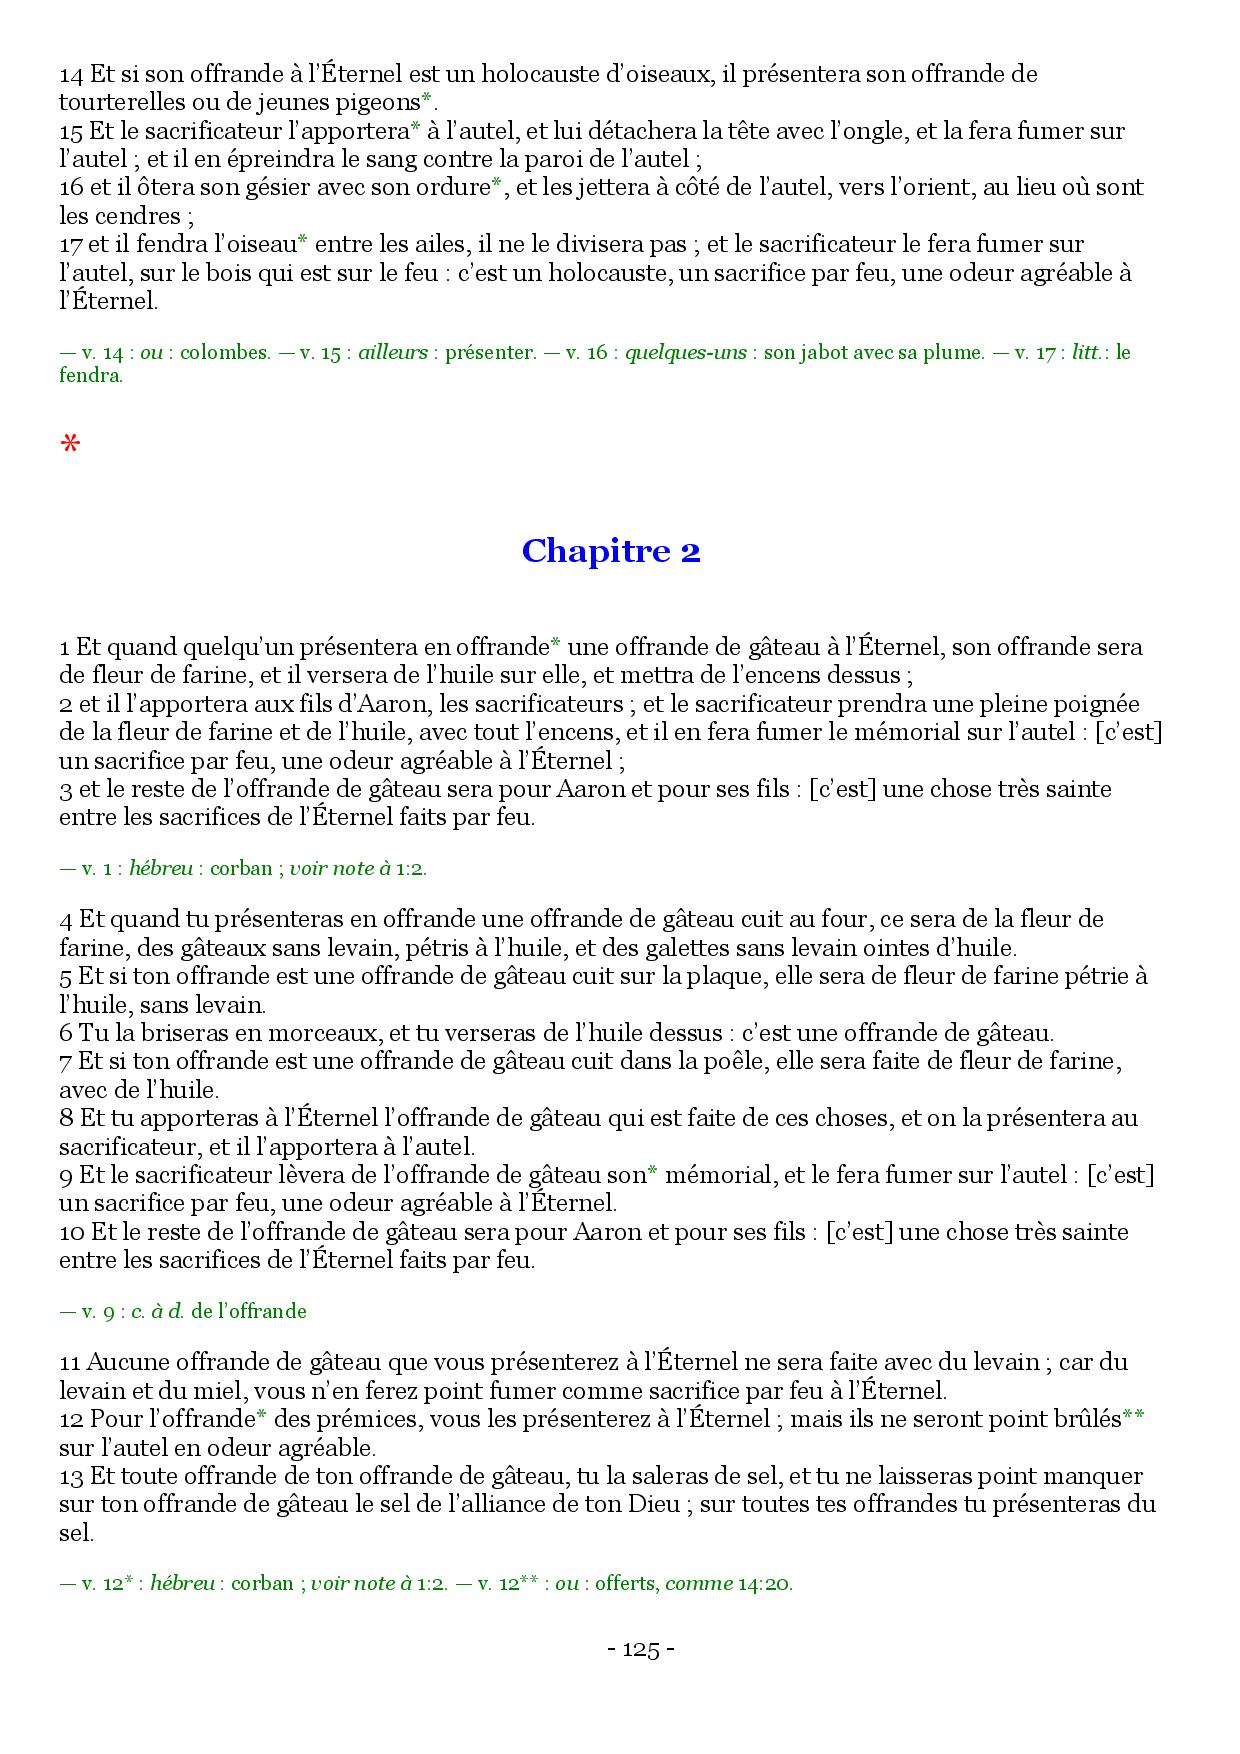 14 Et si son offrande à l’Éternel est un holocauste d’oiseaux, il présentera son offrande de
tourterelles ou de jeunes pigeons*.
15 Et le sacrificateur l’apportera* à l’autel, et lui détachera la tête avec l’ongle, et la fera fumer sur
l’autel ; et il en épreindra le sang contre la paroi de l’autel ;
16 et il ôtera son gésier avec son ordure*, et les jettera à côté de l’autel, vers l’orient, au lieu où sont
les cendres ;
17 et il fendra l’oiseau* entre les ailes, il ne le divisera pas ; et le sacrificateur le fera fumer sur
l’autel, sur le bois qui est sur le feu : c’est un holocauste, un sacrifice par feu, une odeur agréable à
l’Éternel.
— v. 14 : ou : colombes. — v. 15 : ailleurs : présenter. — v. 16 : quelques-uns : son jabot avec sa plume. — v. 17 : litt.: le
fendra.
*
Chapitre 2
1 Et quand quelqu’un présentera en offrande* une offrande de gâteau à l’Éternel, son offrande sera
de fleur de farine, et il versera de l’huile sur elle, et mettra de l’encens dessus ;
2 et il l’apportera aux fils d’Aaron, les sacrificateurs ; et le sacrificateur prendra une pleine poignée
de la fleur de farine et de l’huile, avec tout l’encens, et il en fera fumer le mémorial sur l’autel : [c’est]
un sacrifice par feu, une odeur agréable à l’Éternel ;
3 et le reste de l’offrande de gâteau sera pour Aaron et pour ses fils : [c’est] une chose très sainte
entre les sacrifices de l’Éternel faits par feu.
— v. 1 : hébreu : corban ; voir note à 1:2.
4 Et quand tu présenteras en offrande une offrande de gâteau cuit au four, ce sera de la fleur de
farine, des gâteaux sans levain, pétris à l’huile, et des galettes sans levain ointes d’huile.
5 Et si ton offrande est une offrande de gâteau cuit sur la plaque, elle sera de fleur de farine pétrie à
l’huile, sans levain.
6 Tu la briseras en morceaux, et tu verseras de l’huile dessus : c’est une offrande de gâteau.
7 Et si ton offrande est une offrande de gâteau cuit dans la poêle, elle sera faite de fleur de farine,
avec de l’huile.
8 Et tu apporteras à l’Éternel l’offrande de gâteau qui est faite de ces choses, et on la présentera au
sacrificateur, et il l’apportera à l’autel.
9 Et le sacrificateur lèvera de l’offrande de gâteau son* mémorial, et le fera fumer sur l’autel : [c’est]
un sacrifice par feu, une odeur agréable à l’Éternel.
10 Et le reste de l’offrande de gâteau sera pour Aaron et pour ses fils : [c’est] une chose très sainte
entre les sacrifices de l’Éternel faits par feu.
— v. 9 : c. à d. de l’offrande
11 Aucune offrande de gâteau que vous présenterez à l’Éternel ne sera faite avec du levain ; car du
levain et du miel, vous n’en ferez point fumer comme sacrifice par feu à l’Éternel.
12 Pour l’offrande* des prémices, vous les présenterez à l’Éternel ; mais ils ne seront point brûlés**
sur l’autel en odeur agréable.
13 Et toute offrande de ton offrande de gâteau, tu la saleras de sel, et tu ne laisseras point manquer
sur ton offrande de gâteau le sel de l’alliance de ton Dieu ; sur toutes tes offrandes tu présenteras du
sel.
— v. 12* : hébreu : corban ; voir note à 1:2. — v. 12** : ou : offerts, comme 14:20.
- 125 -